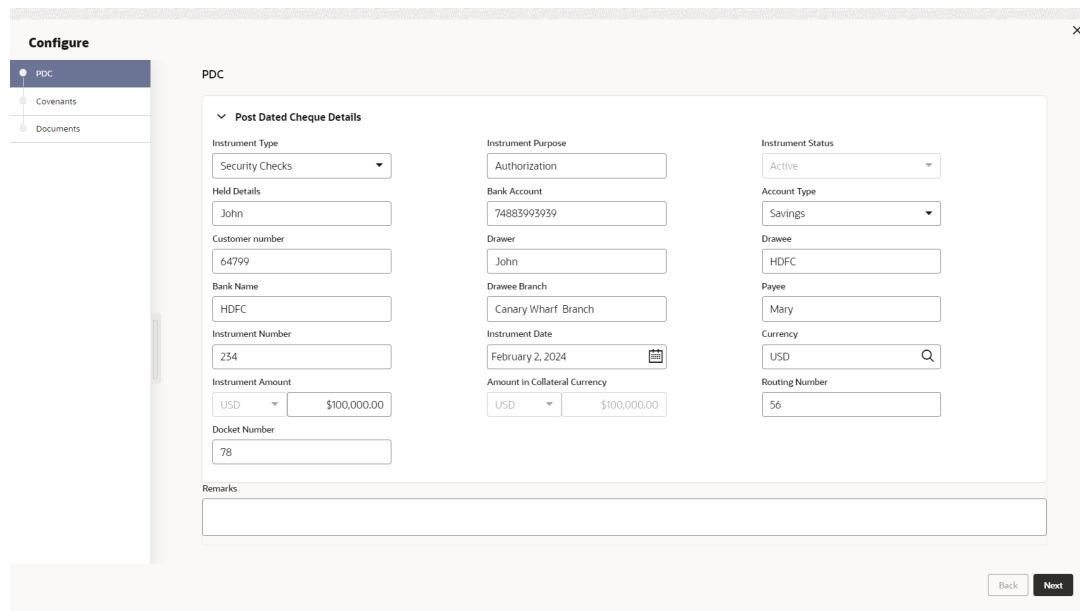 Configure
PDC
Covenants
Documents
PDC
Post Dated Cheque Details
Instrument Type
Instrument Purpose
Instrument Status
Security Checks
Authorization
Active
Held Details
Bank Account
Account Type
John
74883993939
Savings
Customer number
Drawer
Drawee
64799
John
HDFC
Bank Name
Drawee Branch
Payee
HDFC
Canary Wharf Branch
Mary
Instrument Number
Instrument Date
Currency
234
February 2, 2024
USD
Instrument Amount
Amount in Collateral Currency
Routing Number
USD
$100,000.00
USD
$100,000.00
56
Docket Number
78
Remarks
Back
Next